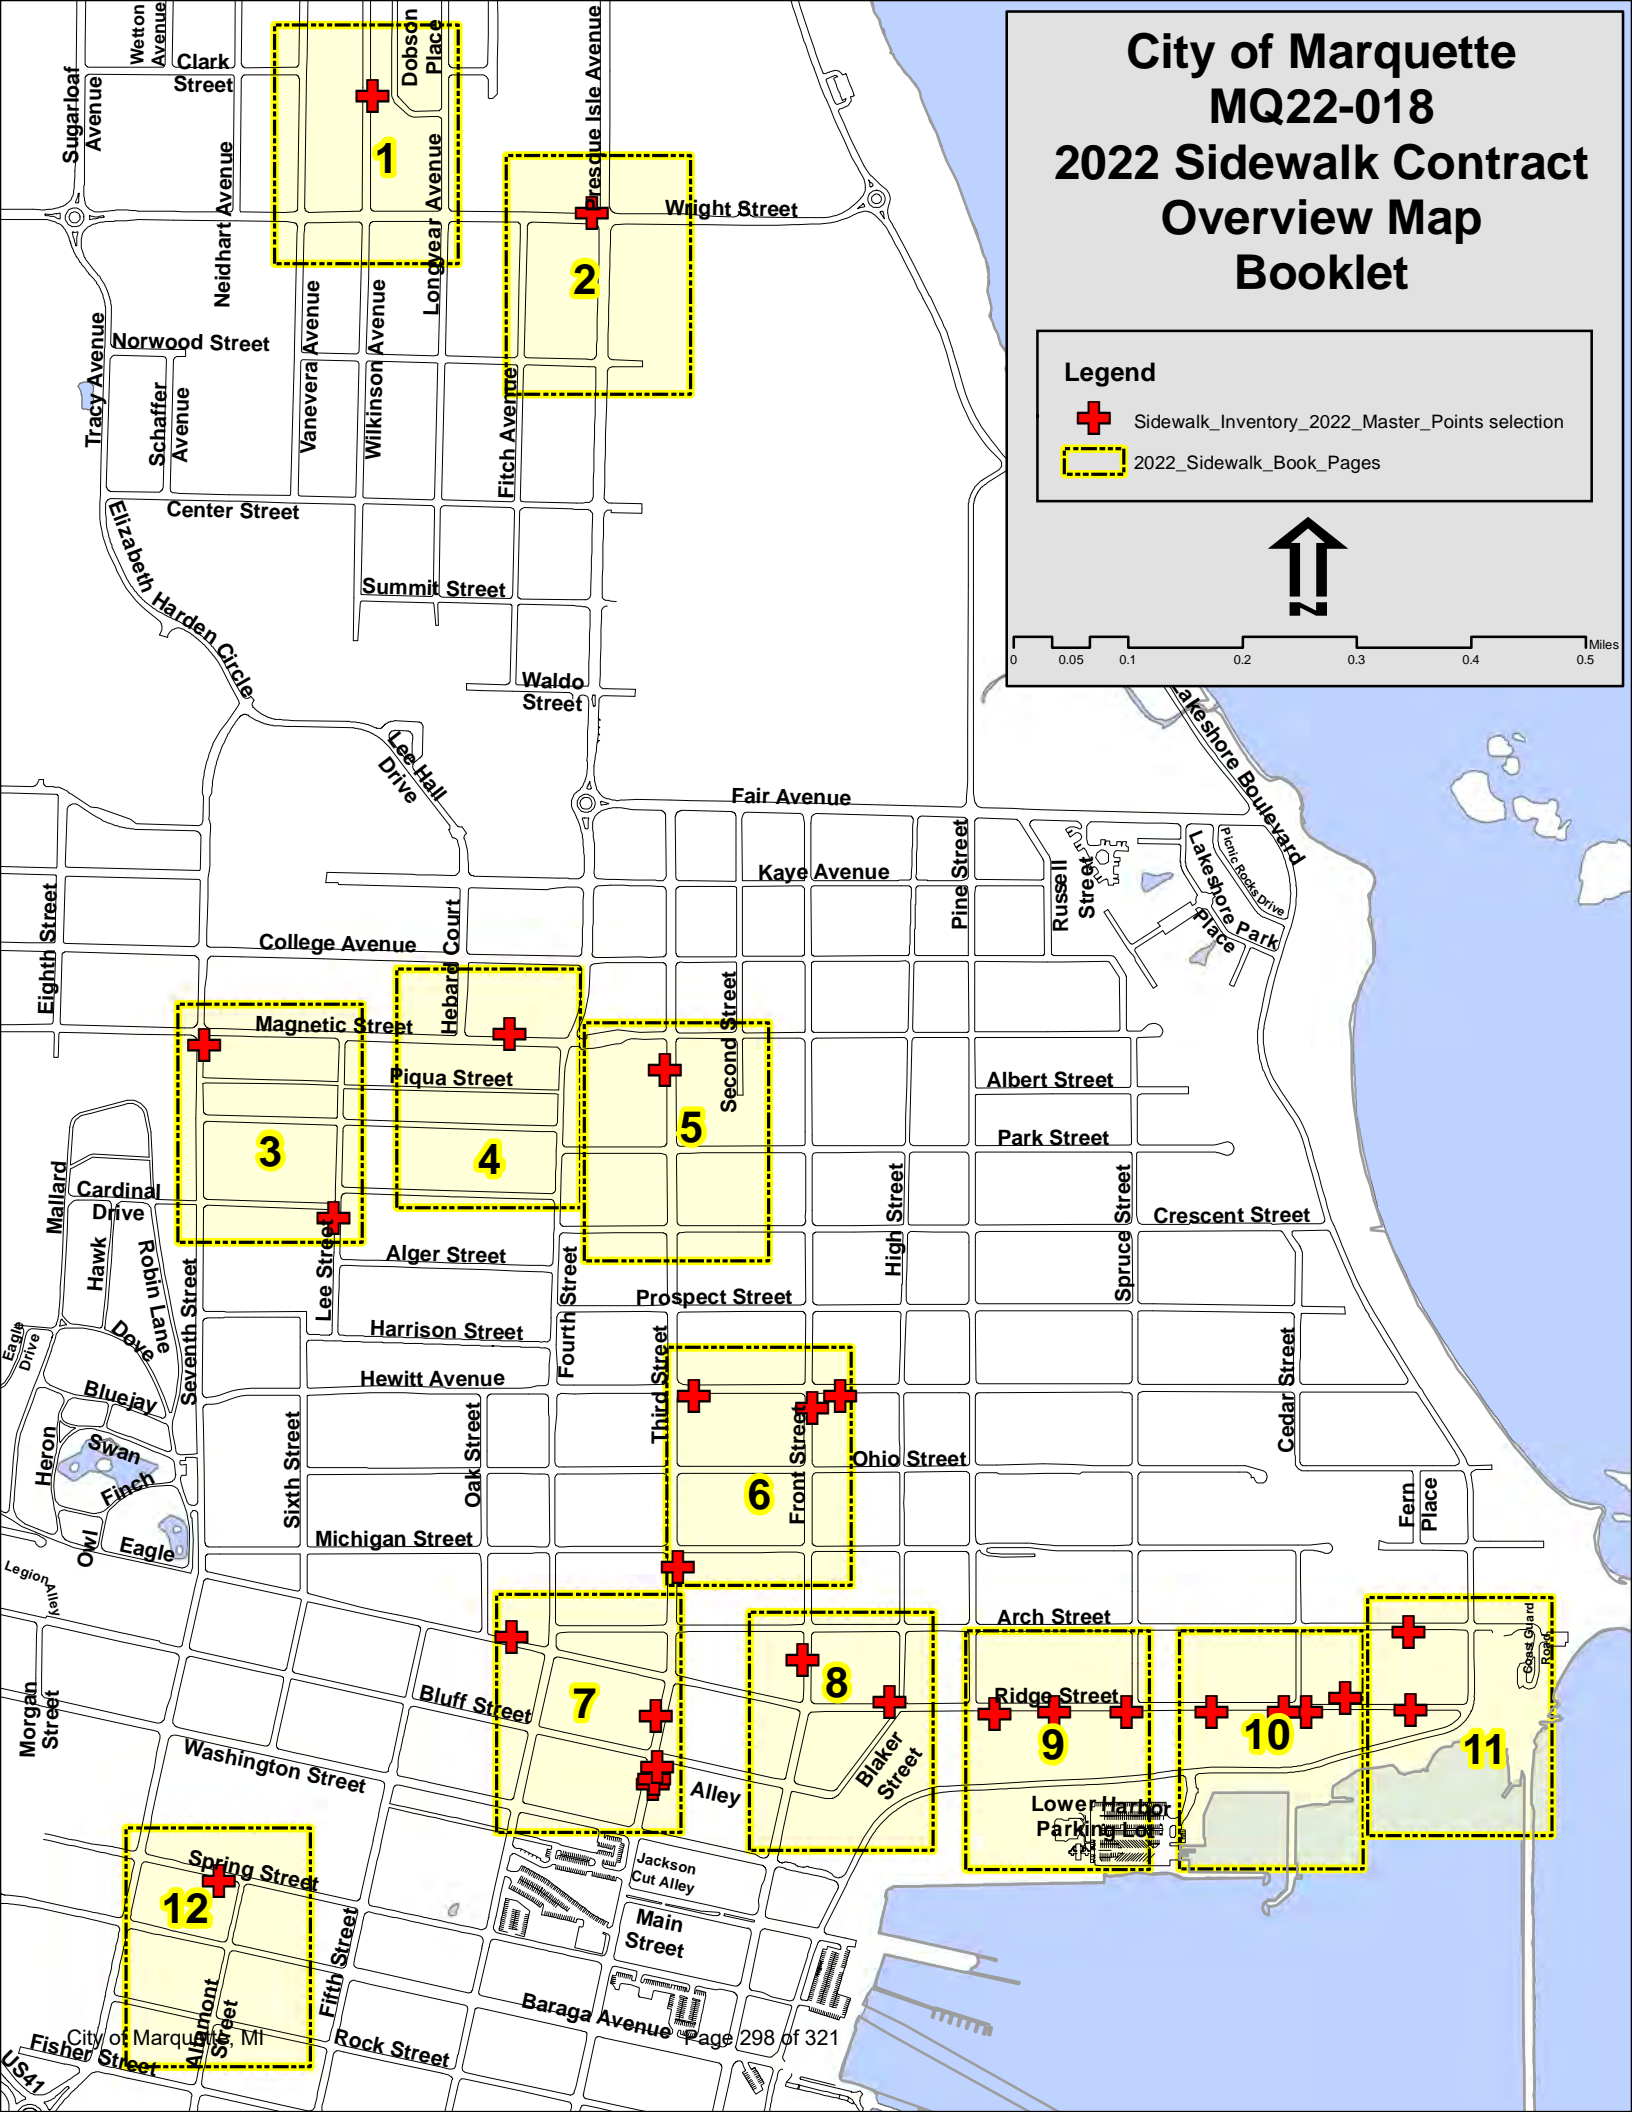 City of Marquette
MQ22-018
2022 Sidewalk Contract
Overview Map
Booklet
Legend
Sidewalk_Inventory_2022_Master_Points selection
2022_Sidewalk_Book_Pages
N
0
0.05
0.1
0.2
0.3
0.4
0.5
Miles
Wetton
Avenue
Clark
Street
Sugarloaf
Avenue
Dobson
Place
Presque Isle Avenue
1
Neidhart Avenue
Longyear Avenue
Wright Street
2
Vanevera Avenue
Wilkinson Avenue
Norwood Street
Tracy Avenue
Schaffer
Avenue
Fitch Avenue
Center Street
Elizabeth Harden Circle
Summit Street
Waldo
Street
Lee Hall
Drive
Lakeshore Boulevard
Fair Avenue
Kaye Avenue
Pine Street
Russell
Street
Lakeshore Park
Place
Picnic Rocks Drive
Eighth Street
College Avenue
Hebard Court
Magnetic Street
Second Street
Piqua Street
Albert Street
3
4
5
Park Street
Mallard
Cardinal
Drive
Hawk
Robin Lane
High Street
Spruce Street
Crescent Street
Lee Street
Alger Street
Seventh Street
Fourth Street
Prospect Street
Eagle
Drive
Dove
Harrison Street
Third Street
Cedar Street
Bluejay
Hewitt Avenue
Heron
Swan
Finch
Sixth Street
Oak Street
Front Street
Ohio Street
6
Fern
Place
Owl
Eagle
Michigan Street
Legion
Alley
Arch Street
Coast Guard
Road
Morgan
Street
Bluff Street
7
8
Ridge Street
9
10
11
Washington Street
Alley
Blaker
Street
Lower Harbor
Parking Lot
Spring Street
12
Jackson
Cut Alley
Main
Street
Fifth Street
Altamont
Street
Baraga Avenue
City of Marquette, MI
Page 298 of 321
Fisher Street
Rock Street
US41